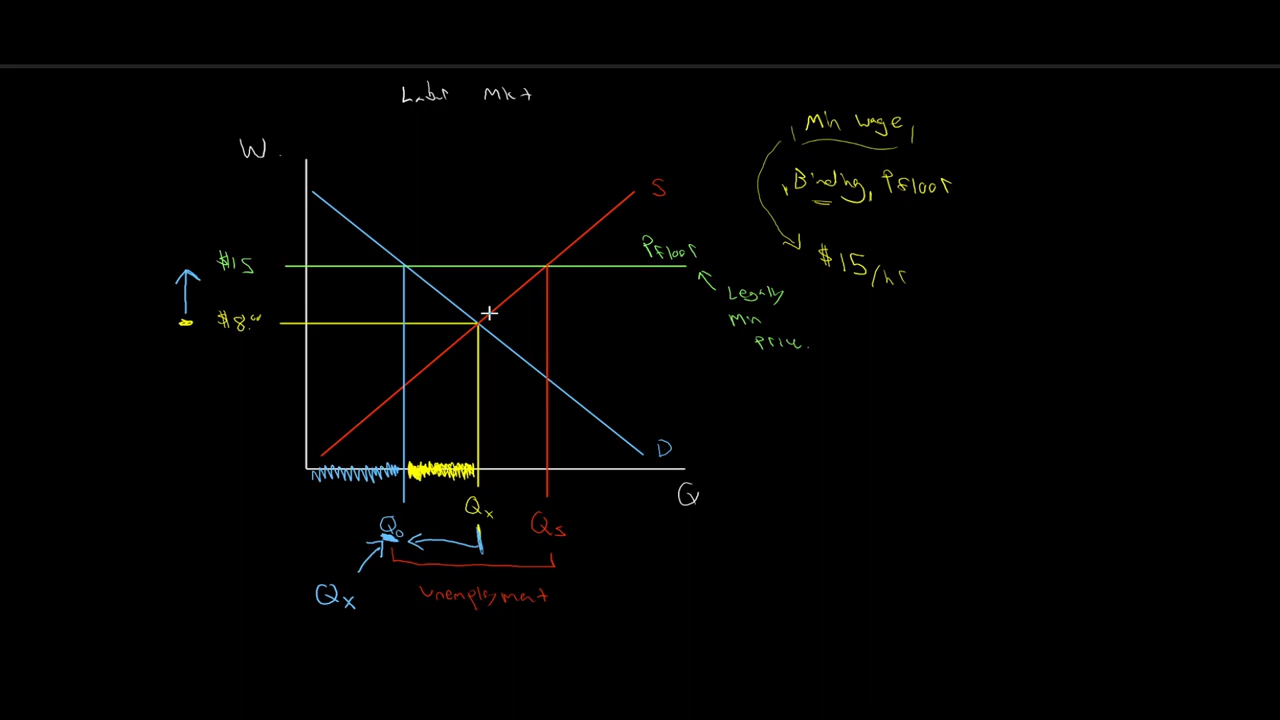 Labor Mkt
Min wage
W.
Binding, Pfloor
S
Pfloor
$15
$15/hr
Legally
Min
Price.
$8.00
D
Q
Qx
QD
Qs
Qx
unemployment